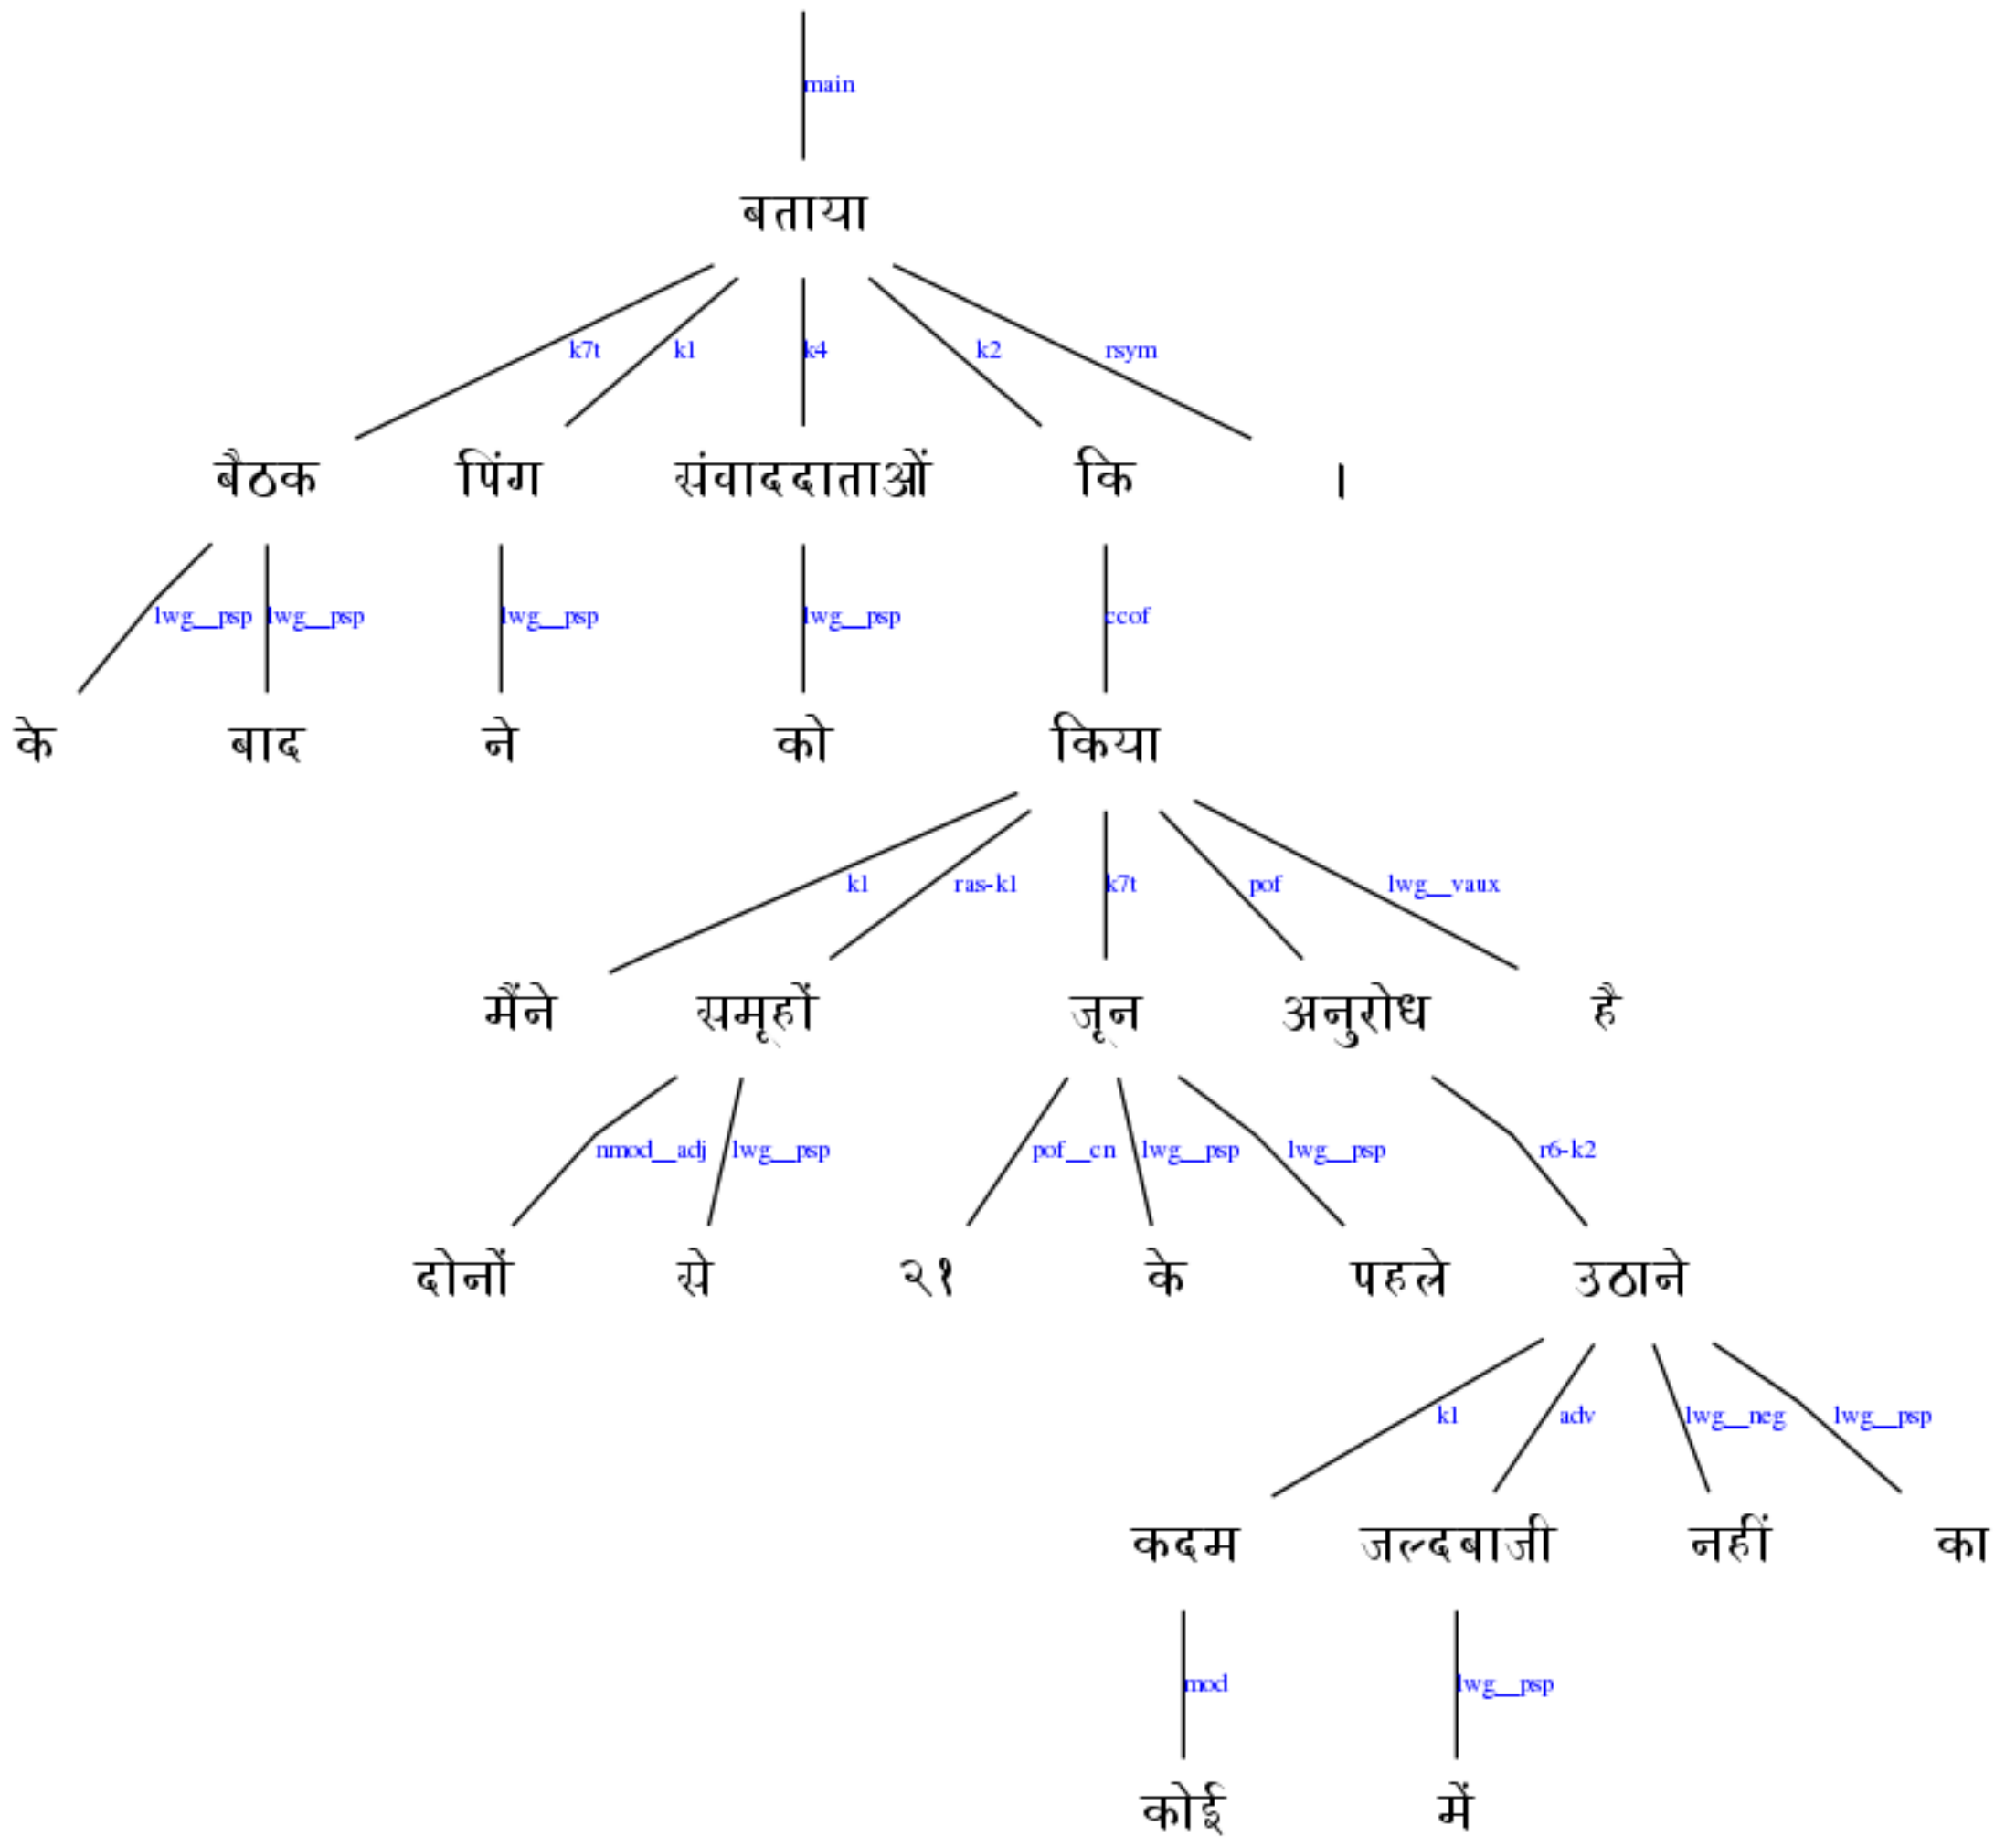 main
बताया
k7t k1 k4 k2 rsym
बैठक पिंग संवाददाताओं कि ।
lwg__psp lwg__psp lwg__psp lwg__psp ccof
के बाद ने को किया
k1 ras-k1 k7t pof lwg__vaux
मैंने समूहों जून अनुरोध है
nmod__adj lwg__psp pof__cn lwg__psp lwg__psp r6-k2
दोनों से २१ के पहले उठाने
k1 adv lwg__neg lwg__psp
कदम जल्दबाजी नहीं का
mod lwg__psp
कोई में